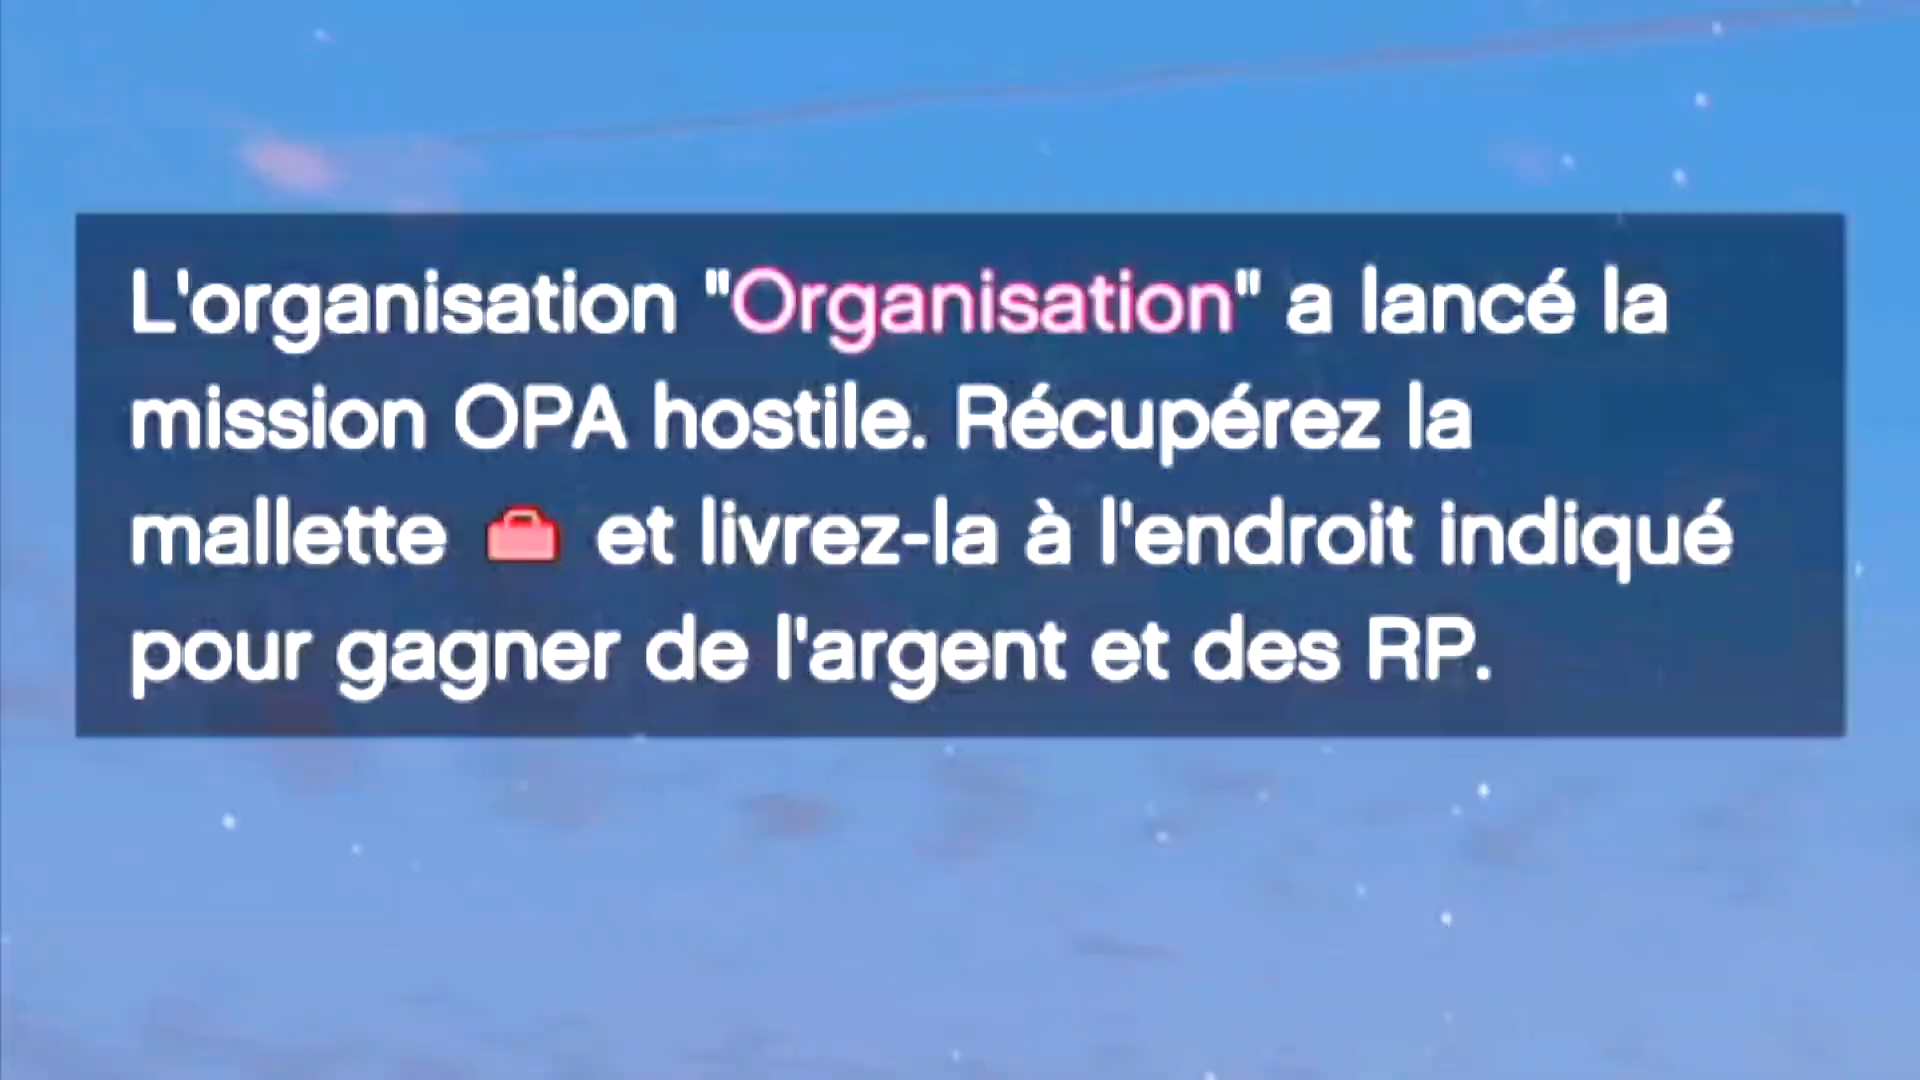 L'organisation "Organisation" a lancé la
mission OPA hostile. Récupérez la
mallette et livrez-la à l'endroit indiqué
pour gagner de l'argent et des RP.